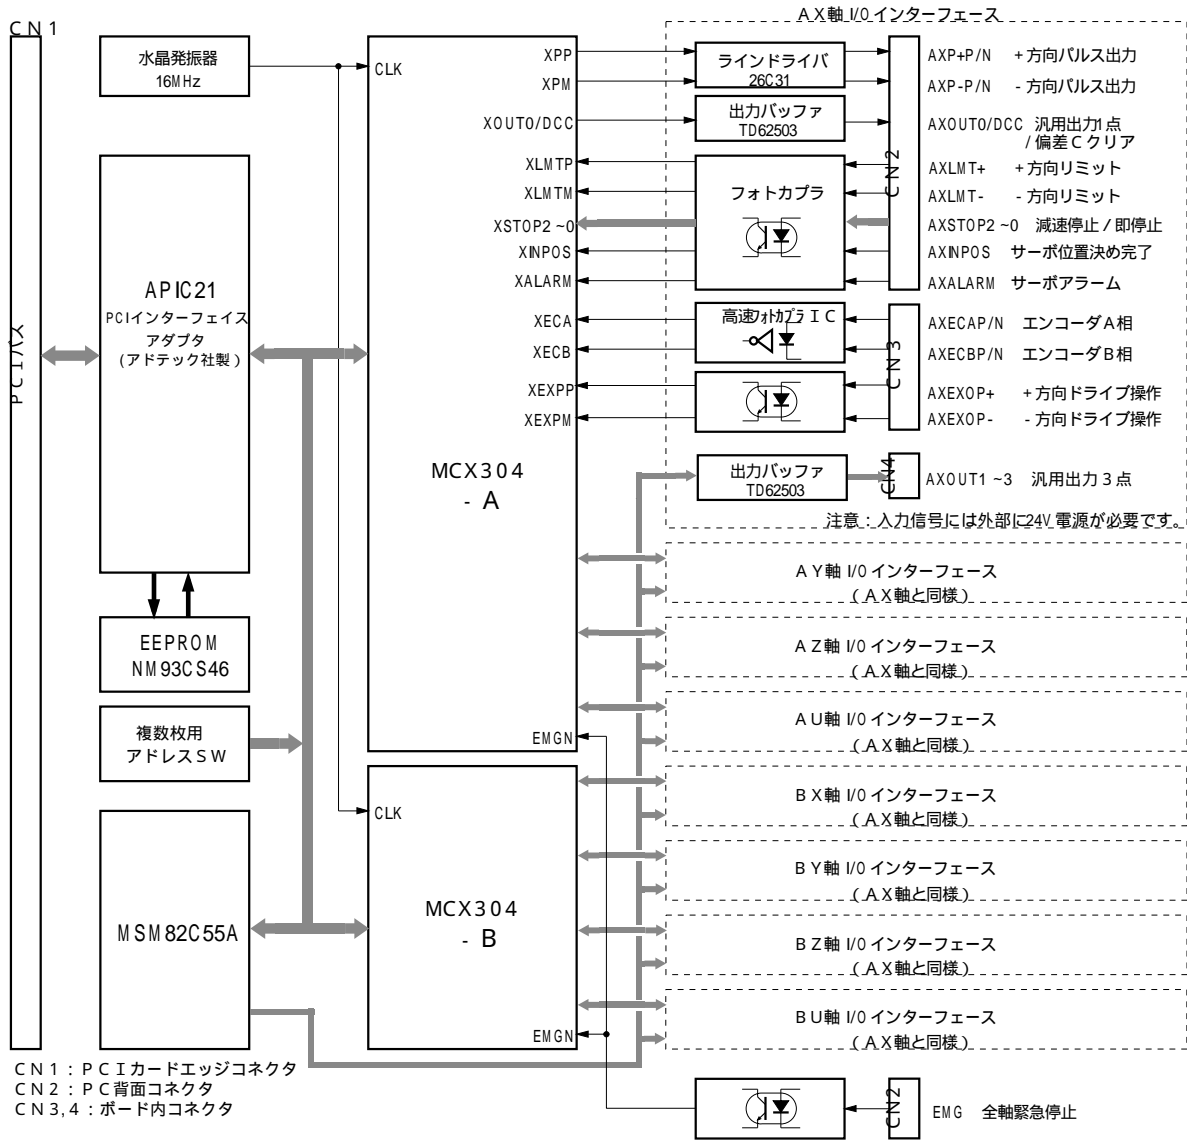 CN1
PCIバス
水晶発振器
16MHz
APIC21
PCIインターフェイス
アダプタ
(アドテック社製)
EEPROM
NM93CS46
複数枚用
アドレスSW
MSM82C55A
CLK
XPP
XPM
XOUT0/DCC
XLMTP
XLMTM
XSTOP2~0
XINPOS
XALARM
XECA
XECB
XEXPP
XEXPM
MCX304
- A
EMGN
CLK
MCX304
- B
EMGN
AX軸 I/O インターフェース
ラインドライバ
26C31
出力バッファ
TD62503
フォトカプラ
高速フォトカプラIC
出力バッファ
TD62503
CN2
CN3
CN4
AXP+P/N +方向パルス出力
AXP-P/N -方向パルス出力
AXOUT0/DCC 汎用出力1点
/偏差Cクリア
AXLMT+ +方向リミット
AXLMT- -方向リミット
AXSTOP2~0 減速停止/即停止
AXINPOS サーボ位置決め完了
AXALARM サーボアラーム
AXECAP/N エンコーダA相
AXECBP/N エンコーダB相
AXEXOP+ +方向ドライブ操作
AXEXOP- -方向ドライブ操作
AXOUT1~3 汎用出力3点
注意:入力信号には外部に24V電源が必要です。
AY軸 I/O インターフェース
(AX軸と同様)
AZ軸 I/O インターフェース
(AX軸と同様)
AU軸 I/O インターフェース
(AX軸と同様)
BX軸 I/O インターフェース
(AX軸と同様)
BY軸 I/O インターフェース
(AX軸と同様)
BZ軸 I/O インターフェース
(AX軸と同様)
BU軸 I/O インターフェース
(AX軸と同様)
CN2
EMG 全軸緊急停止
CN1:PCIカードエッジコネクタ
CN2:PC背面コネクタ
CN3,4:ボード内コネクタ